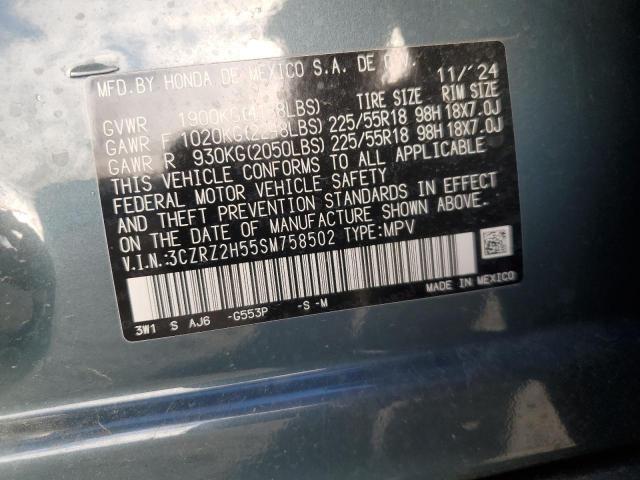 MFD.BY HONDA DE MEXICO S.A. DE C.V. 11/'24
TIRE SIZE RIM SIZE
GVWR 1900KG(4188LBS)
GAWR F 1020KG(2248LBS) 225/55R18 98H 18X7.0J
GAWR R 930KG(2050LBS) 225/55R18 98H 18X7.0J
THIS VEHICLE CONFORMS TO ALL APPLICABLE
FEDERAL MOTOR VEHICLE SAFETY
AND THEFT PREVENTION STANDARDS IN EFFECT
ON THE DATE OF MANUFACTURE SHOWN ABOVE.
V.I.N.:3CZRZ2H55SM758502 TYPE:MPV
MADE IN MEXICO
3W1 S AJ6 -G553P -S -M